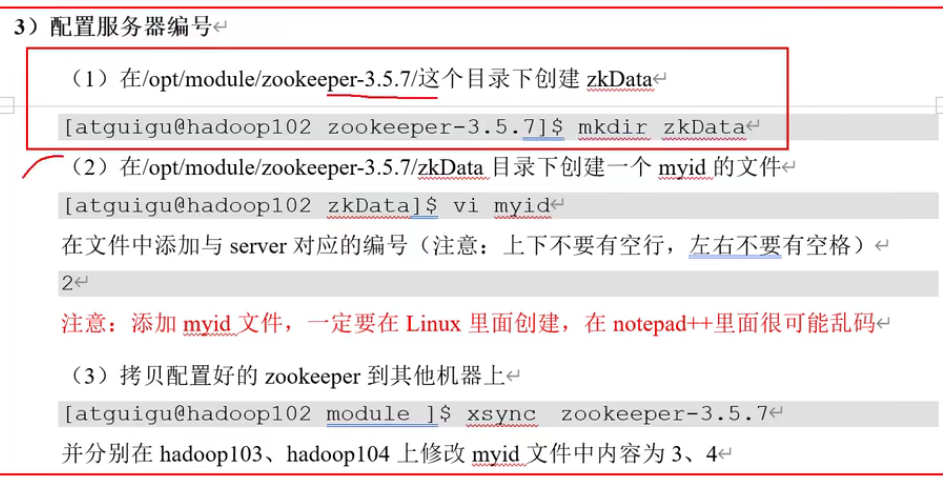 3）配置服务器编号
（1）在/opt/module/zookeeper-3.5.7/这个目录下创建 zkData
[atguigu@hadoop102 zookeeper-3.5.7]$ mkdir zkData
（2）在/opt/module/zookeeper-3.5.7/zkData 目录下创建一个 myid 的文件
[atguigu@hadoop102 zkData]$ vi myid
在文件中添加与 server 对应的编号（注意：上下不要有空行，左右不要有空格）
2
注意：添加 myid 文件，一定要在 Linux 里面创建，在 notepad++里面很可能乱码
（3）拷贝配置好的 zookeeper 到其他机器上
[atguigu@hadoop102 module ]$ xsync  zookeeper-3.5.7
并分别在 hadoop103、hadoop104 上修改 myid 文件中内容为 3、4